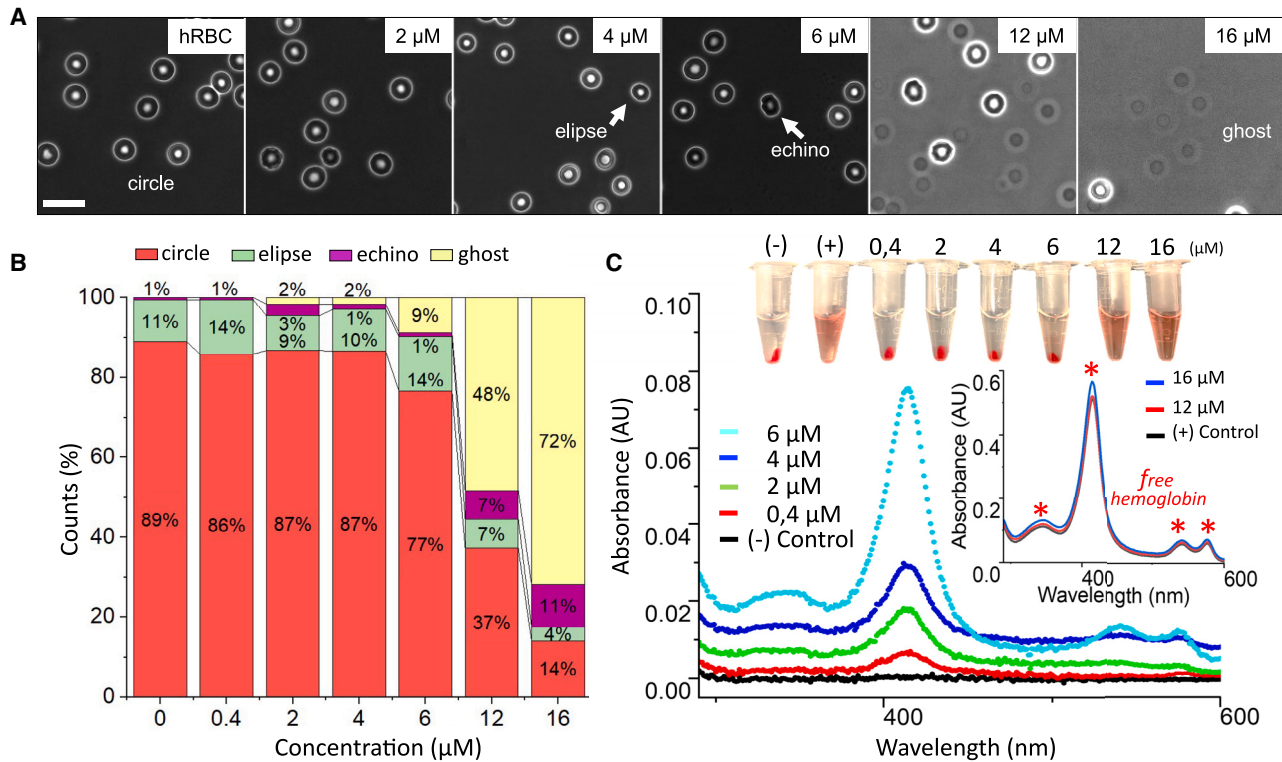 A
hRBC 2 µM 4 µM 6 µM 12 µM 16 µM
elipse
echino
ghost
circle
B
circle elipse echino ghost
Counts (%)
100
80
60
40
20
0
1% 1% 2% 2%
11% 14% 3% 1% 9%
9% 10% 1%
14%
48%
72%
7%
7%
11%
4%
89% 86% 87% 87% 77% 37% 14%
0 0.4 2 4 6 12 16
Concentration (µM)
C
(-) (+) 0,4 2 4 6 12 16 (µM)
Absorbance (AU)
0.10
0.08
0.06
0.04
0.02
0.00
6 µM
4 µM
2 µM
0,4 µM
(-) Control
400 600
Wavelength (nm)
Absorbance (AU)
0.6
0.4
0.2
0.0
*
16 µM
12 µM
(+) Control
free
hemoglobin
* * *
400 600
Wavelength (nm)